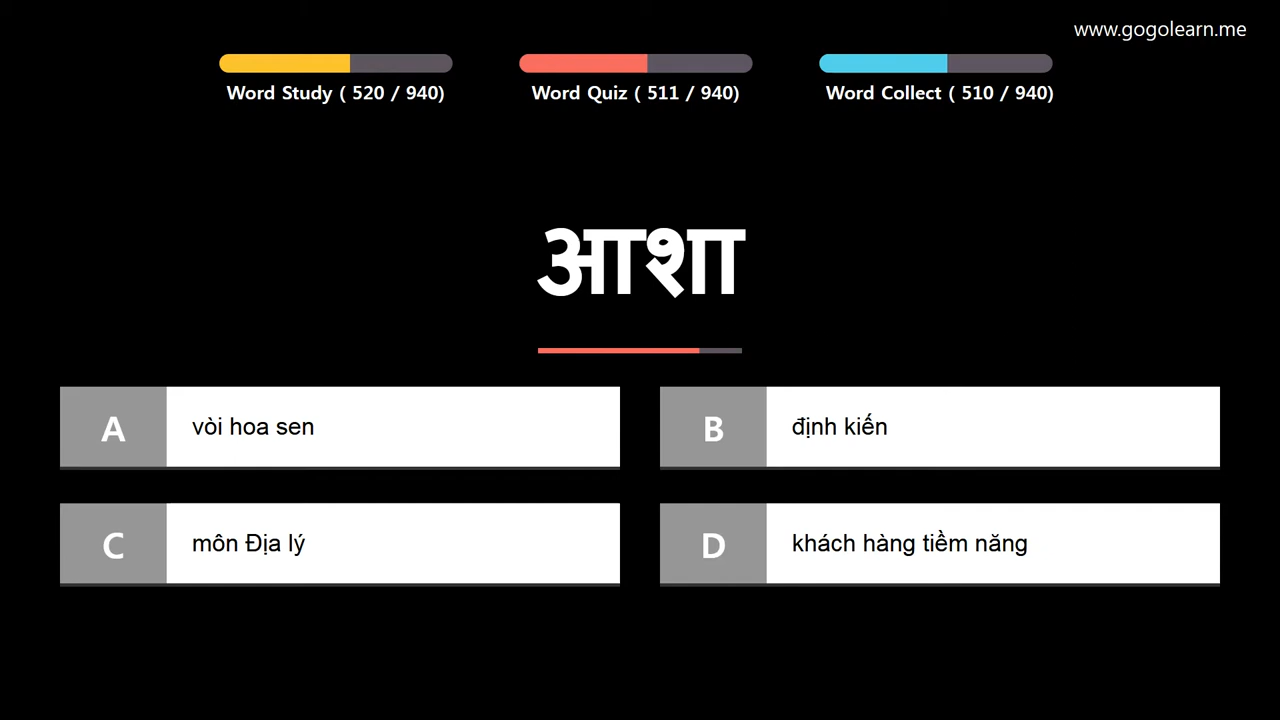 www.gogolearn.me
Word Study ( 520 / 940)
Word Quiz ( 511 / 940)
Word Collect ( 510 / 940)
आशा
A
vòi hoa sen
B
định kiến
C
môn Địa lý
D
khách hàng tiềm năng